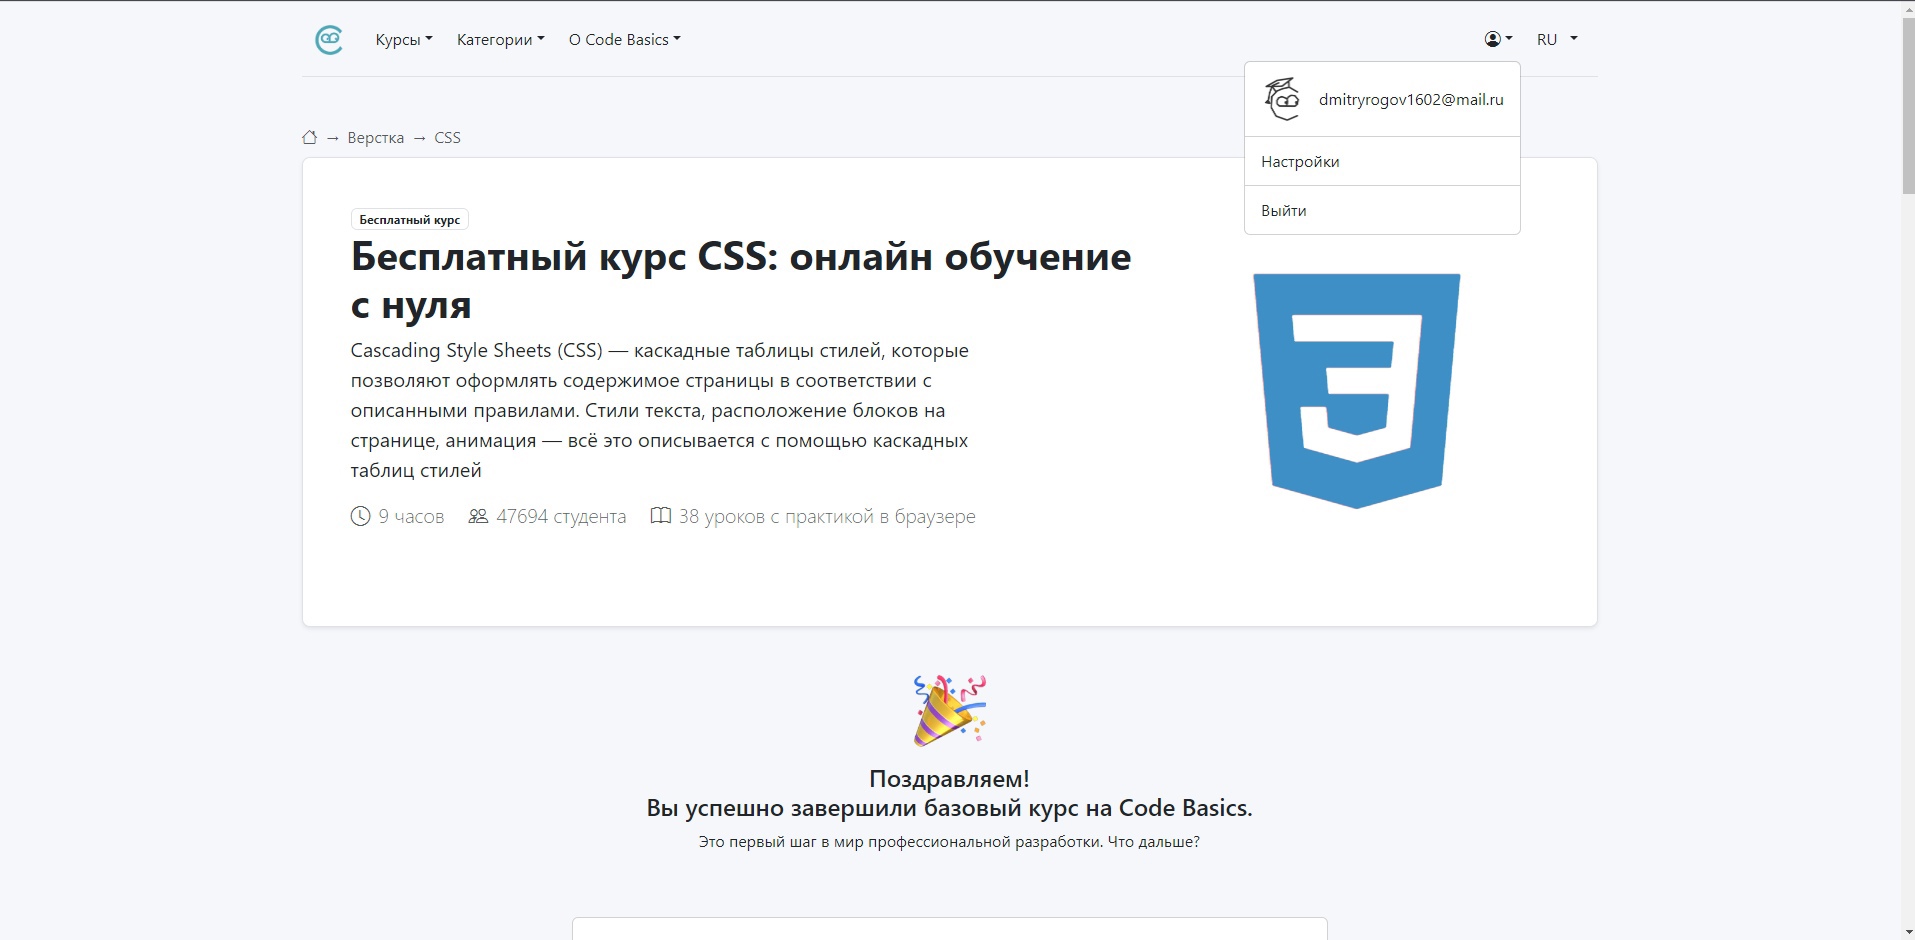 Курсы
Категории
О Code Basics
RU
dmitryrogov1602@mail.ru
Настройки
Выйти
→ Верстка → CSS
Бесплатный курс
Бесплатный курс CSS: онлайн обучение
с нуля
Cascading Style Sheets (CSS) — каскадные таблицы стилей, которые
позволяют оформлять содержимое страницы в соответствии с
описанными правилами. Стили текста, расположение блоков на
странице, анимация — всё это описывается с помощью каскадных
таблиц стилей
9 часов
47694 студента
38 уроков с практикой в браузере
Поздравляем!
Вы успешно завершили базовый курс на Code Basics.
Это первый шаг в мир профессиональной разработки. Что дальше?